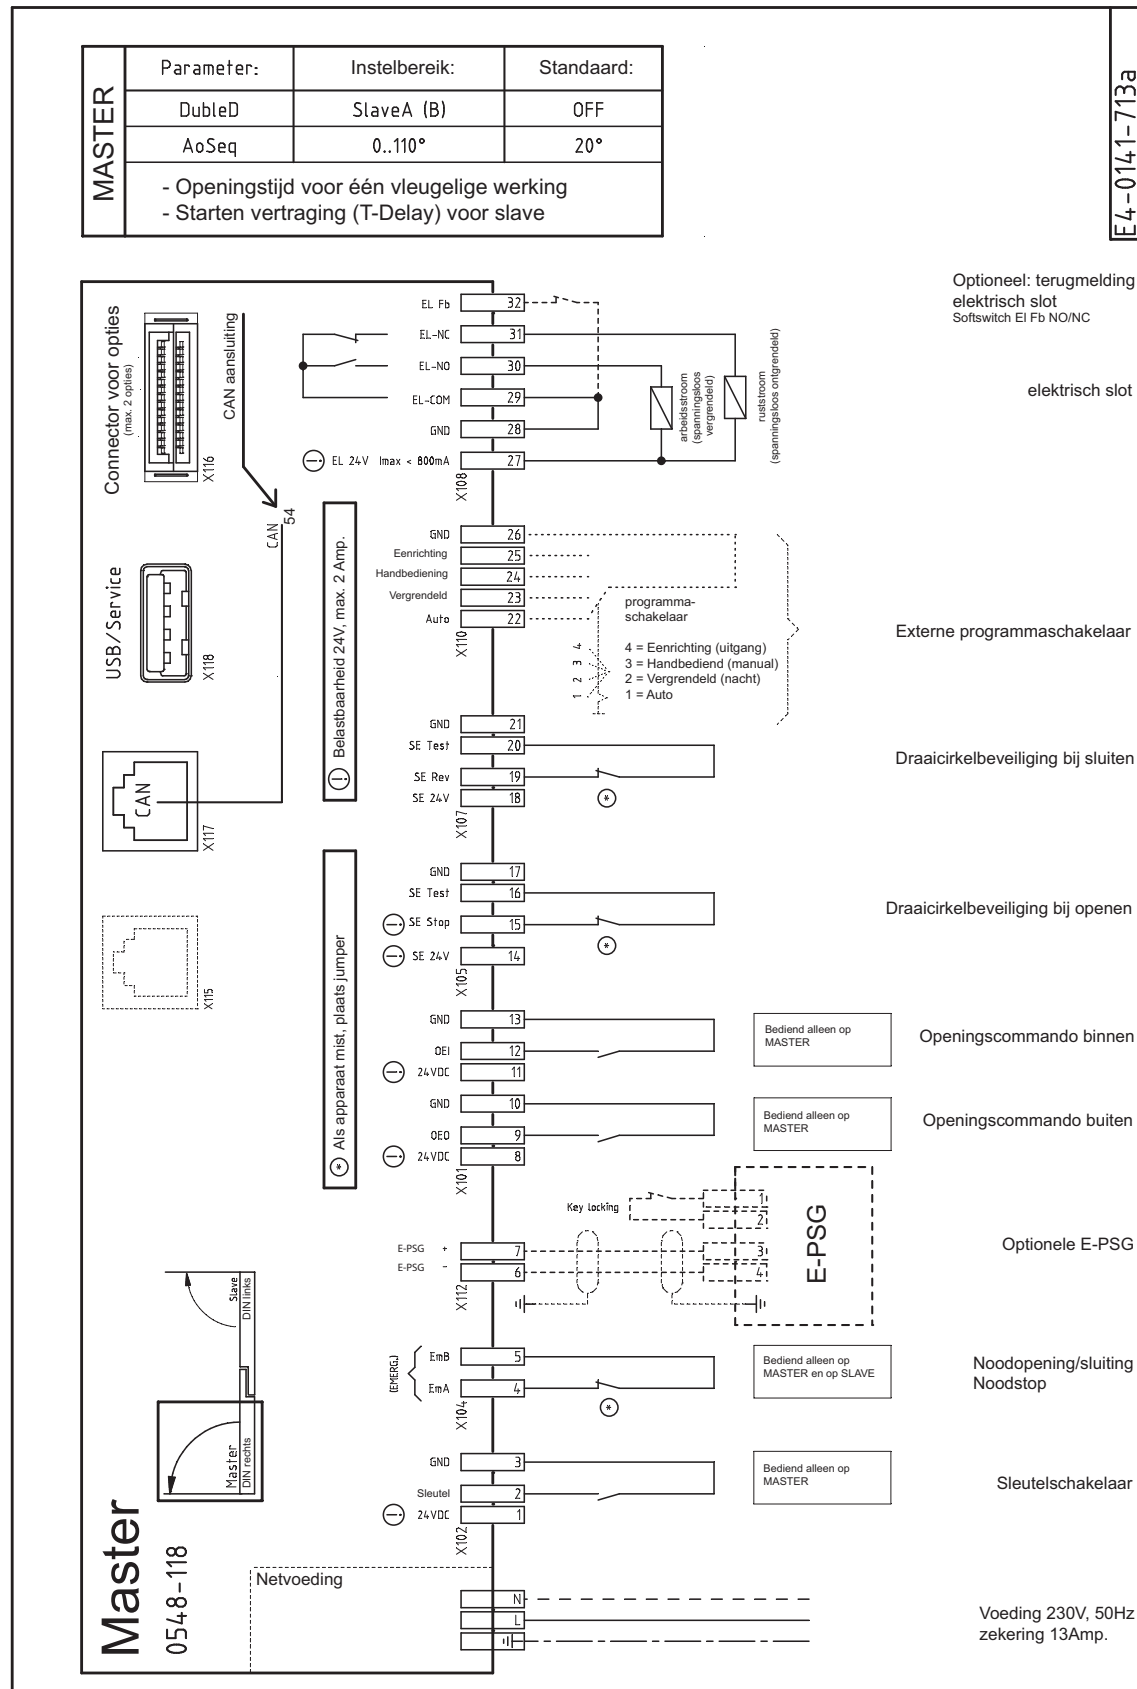 MASTER
Parameter: Instelbereik: Standaard:
DubleD SlaveA (B) OFF
AoSeq 0..110° 20°
- Openingstijd voor één vleugelige werking
- Starten vertraging (T-Delay) voor slave
E4-0141-713a
Connector voor opties
(max. 2 opties)
X116
CAN aansluiting
CAN
54
USB/Service
X118
CAN
X117
X115
! Belastbaarheid 24V, max. 2 Amp.
* Als apparaat mist, plaats jumper
EL Fb 32
EL-NC 31
EL-NO 30
EL-COM 29
GND 28
! EL 24V Imax < 800mA 27
X108
arbeidsstroom
(spanningsloos
vergrendeld)
ruststroom
(spanningsloos ontgrendeld)
Optioneel: terugmelding
elektrisch slot
Softswitch El Fb NO/NC
elektrisch slot
GND 26
Eenrichting 25
Handbediening 24
Vergrendeld 23
Auto 22
X110
programma-
schakelaar
4 = Eenrichting (uitgang)
3 = Handbediend (manual)
2 = Vergrendeld (nacht)
1 = Auto
1 2 3 4
Externe programmaschakelaar
GND 21
SE Test 20
SE Rev 19
SE 24V 18
X107
*
Draaicirkelbeveiliging bij sluiten
GND 17
SE Test 16
! SE Stop 15
! SE 24V 14
X105
*
Draaicirkelbeveiliging bij openen
GND 13
OEI 12
! 24VDC 11
Bediend alleen op
MASTER
Openingscommando binnen
GND 10
OEO 9
! 24VDC 8
X101
Bediend alleen op
MASTER
Openingscommando buiten
Key locking
1
2
3
4
E-PSG
E-PSG + 7
E-PSG - 6
X112
Optionele E-PSG
(EMERG.)
EmB 5
EmA 4
X104
*
Bediend alleen op
MASTER en op SLAVE
Noodopening/sluiting
Noodstop
GND 3
Sleutel 2
! 24VDC 1
X102
Bediend alleen op
MASTER
Sleutelschakelaar
Slave
DIN links
Master
DIN rechts
Master
0548-118
Netvoeding
N
L
Voeding 230V, 50Hz
zekering 13Amp.